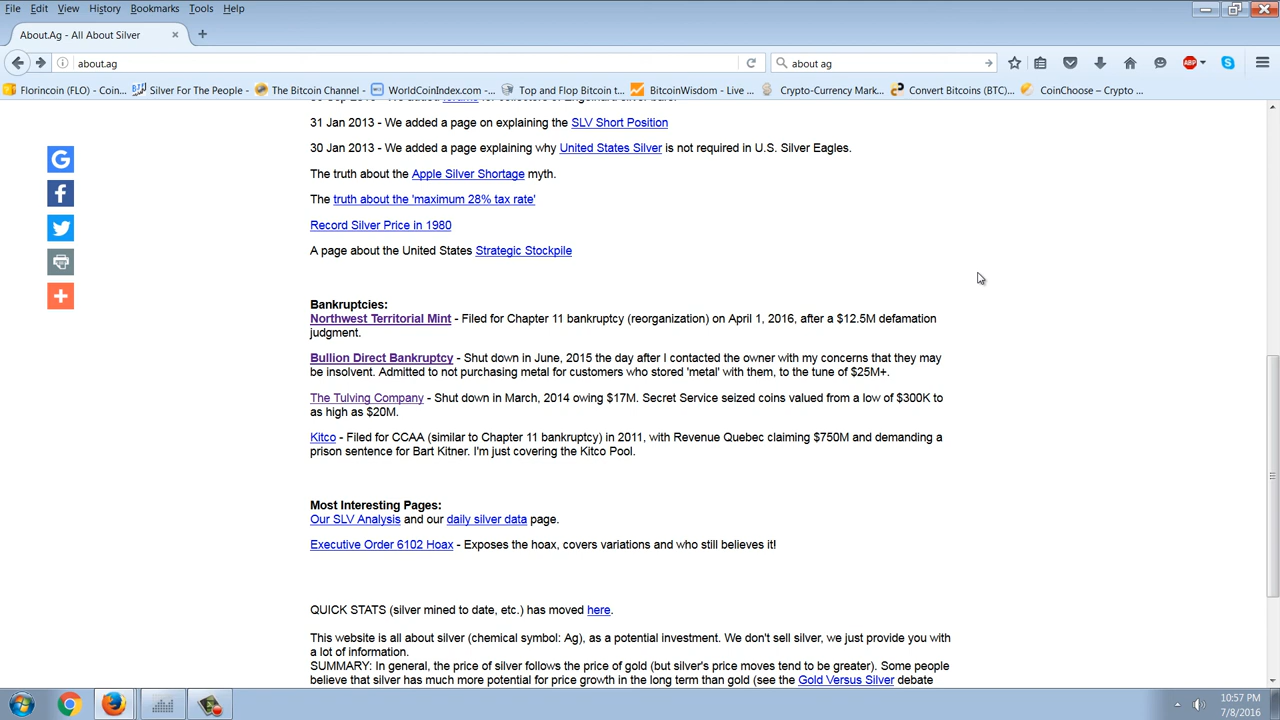 File Edit View History Bookmarks Tools Help
About.Ag - All About Silver
about.ag
about ag
Florincoin (FLO) - Coin...
Silver For The People - ...
The Bitcoin Channel - ...
WorldCoinIndex.com - ...
Top and Flop Bitcoin t...
BitcoinWisdom - Live ...
Crypto-Currency Mark...
Convert Bitcoins (BTC)...
CoinChoose – Crypto ...
ABP
31 Jan 2013 - We added a page on explaining the SLV Short Position
30 Jan 2013 - We added a page explaining why United States Silver is not required in U.S. Silver Eagles.
The truth about the Apple Silver Shortage myth.
The truth about the 'maximum 28% tax rate'
Record Silver Price in 1980
A page about the United States Strategic Stockpile
Bankruptcies:
Northwest Territorial Mint - Filed for Chapter 11 bankruptcy (reorganization) on April 1, 2016, after a $12.5M defamation
judgment.
Bullion Direct Bankruptcy - Shut down in June, 2015 the day after I contacted the owner with my concerns that they may
be insolvent. Admitted to not purchasing metal for customers who stored 'metal' with them, to the tune of $25M+.
The Tulving Company - Shut down in March, 2014 owing $17M. Secret Service seized coins valued from a low of $300K to
as high as $20M.
Kitco - Filed for CCAA (similar to Chapter 11 bankruptcy) in 2011, with Revenue Quebec claiming $750M and demanding a
prison sentence for Bart Kitner. I'm just covering the Kitco Pool.
Most Interesting Pages:
Our SLV Analysis and our daily silver data page.
Executive Order 6102 Hoax - Exposes the hoax, covers variations and who still believes it!
QUICK STATS (silver mined to date, etc.) has moved here.
This website is all about silver (chemical symbol: Ag), as a potential investment. We don't sell silver, we just provide you with
a lot of information.
SUMMARY: In general, the price of silver follows the price of gold (but silver's price moves tend to be greater). Some people
believe that silver has much more potential for price growth in the long term than gold (see the Gold Versus Silver debate
10:57 PM
7/8/2016